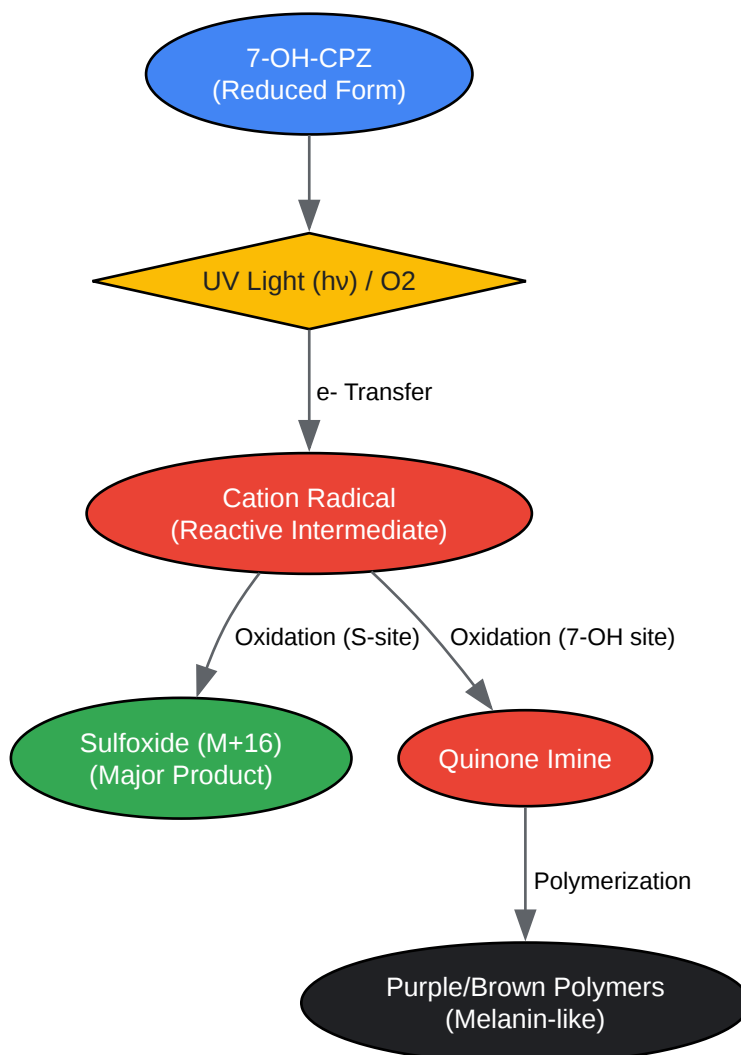 7-OH-CPZ
(Reduced Form)
UV Light (hν) / O2
e- Transfer
Cation Radical
(Reactive Intermediate)
Oxidation (S-site)
Oxidation (7-OH site)
Sulfoxide (M+16)
(Major Product)
Quinone Imine
Polymerization
Purple/Brown Polymers
(Melanin-like)